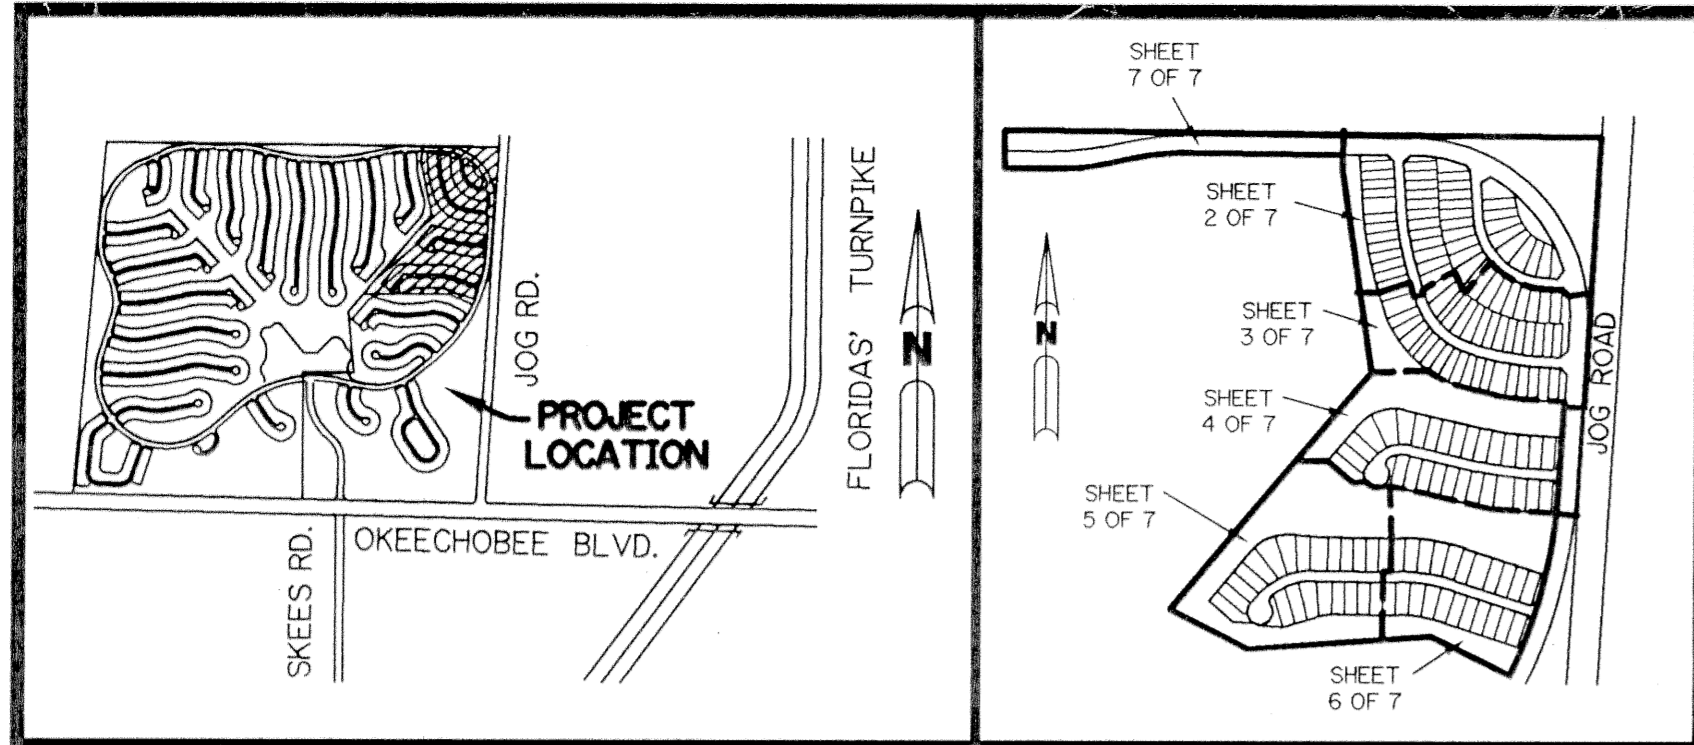 JOG RD.
FLORIDAS' TURNPIKE
N
PROJECT
LOCATION
OKEECHOBEE BLVD.
SKEES RD.
SHEET
7 OF 7
SHEET
2 OF 7
N
SHEET
3 OF 7
JOG ROAD
SHEET
4 OF 7
SHEET
5 OF 7
SHEET
6 OF 7